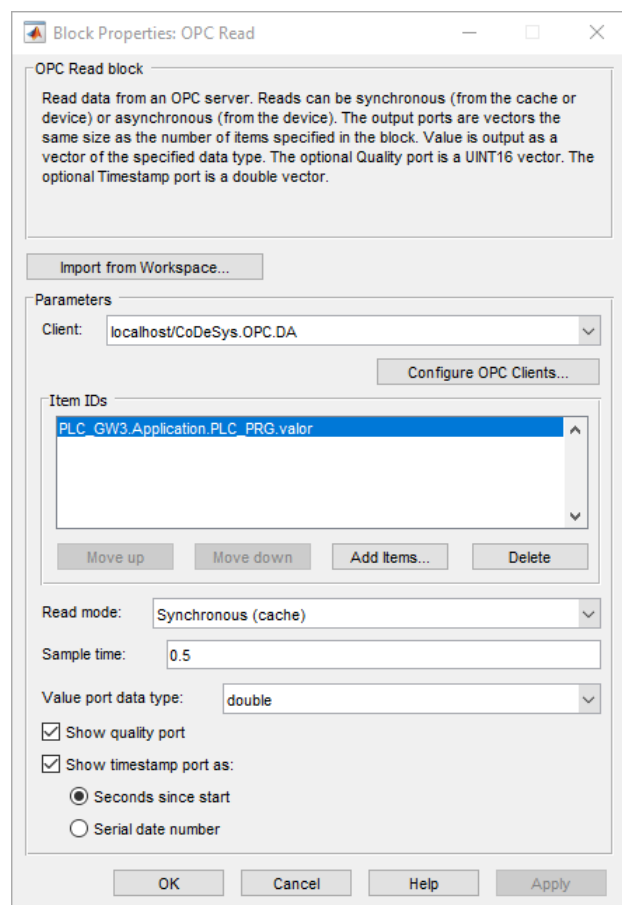 Block Properties: OPC Read
OPC Read block
Read data from an OPC server. Reads can be synchronous (from the cache or
device) or asynchronous (from the device). The output ports are vectors the
same size as the number of items specified in the block. Value is output as a
vector of the specified data type. The optional Quality port is a UINT16 vector. The
optional Timestamp port is a double vector.
Import from Workspace...
Parameters
Client: localhost/CoDeSys.OPC.DA
Configure OPC Clients...
Item IDs
PLC_GW3.Application.PLC_PRG.valor
Move up Move down Add Items... Delete
Read mode: Synchronous (cache)
Sample time: 0.5
Value port data type: double
Show quality port
Show timestamp port as:
Seconds since start
Serial date number
OK Cancel Help Apply